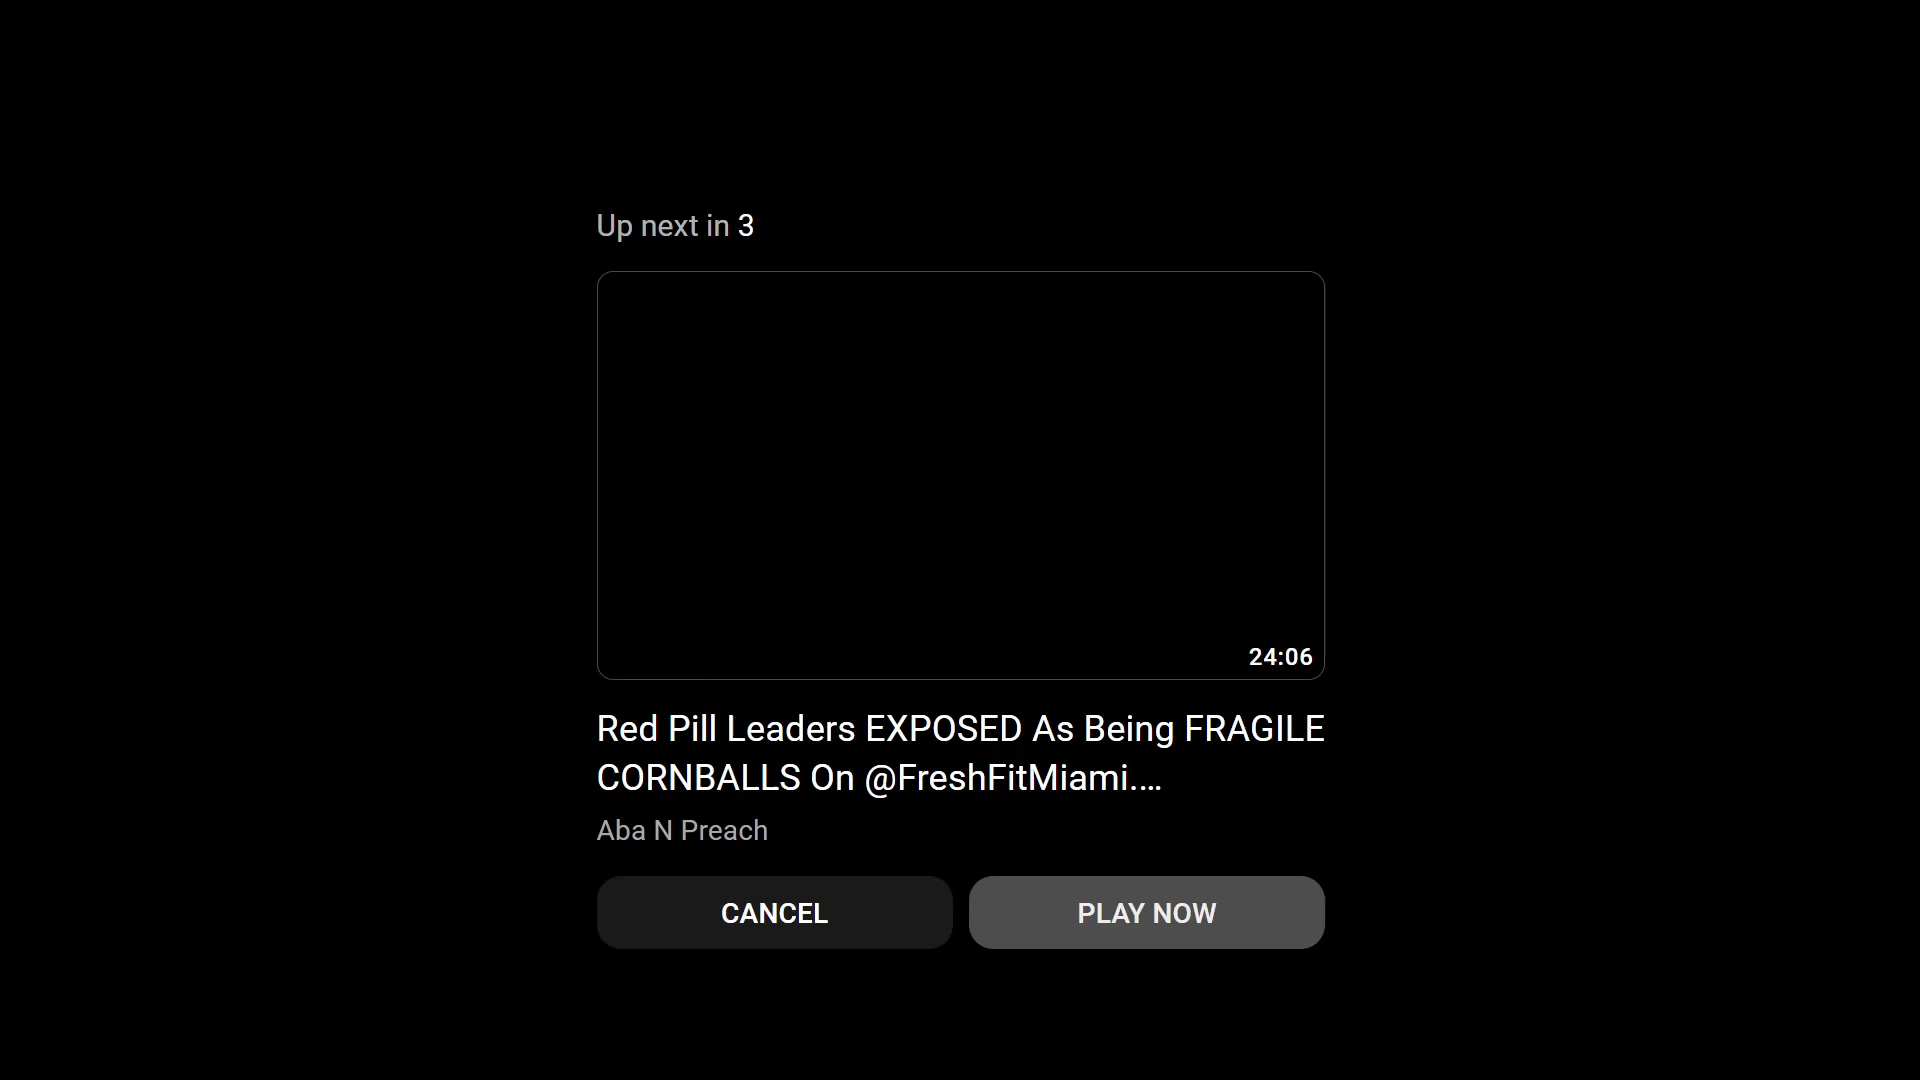 Up next in 3
24:06
Red Pill Leaders EXPOSED As Being FRAGILE
CORNBALLS On @FreshFitMiami.…
Aba N Preach
CANCEL
PLAY NOW